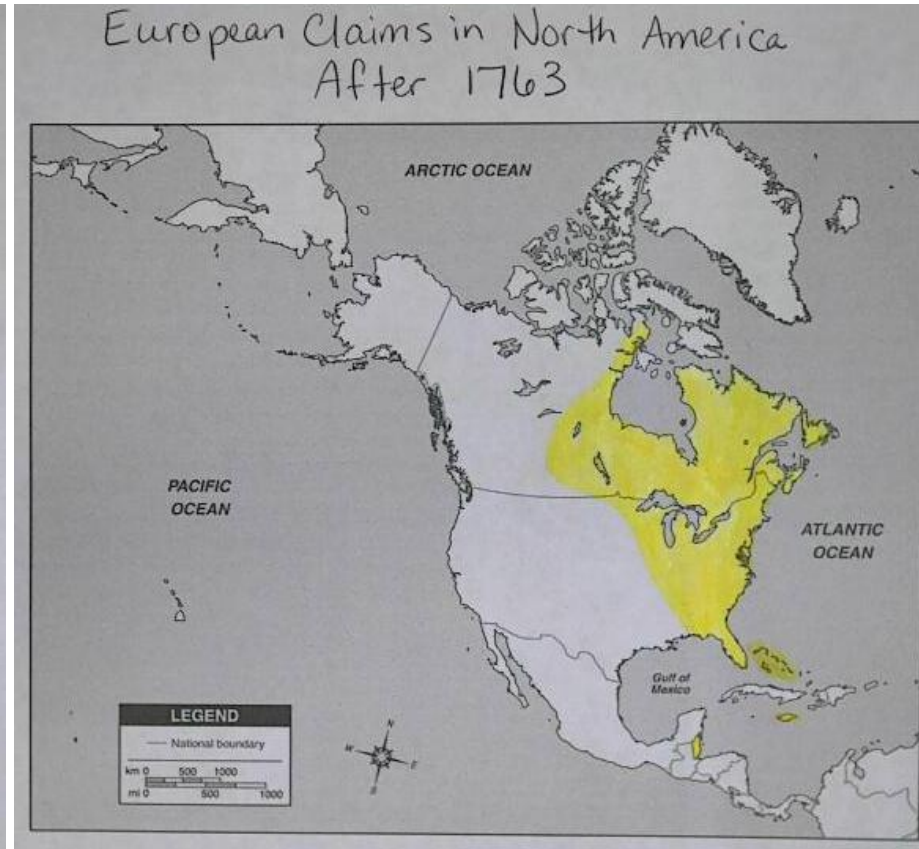 European Claims in North America
After 1763
ARCTIC OCEAN
PACIFIC
OCEAN
ATLANTIC
OCEAN
Gulf of
Mexico
LEGEND
National boundary
km 0 500 1000
mi 0 500 1000
N
W E
S